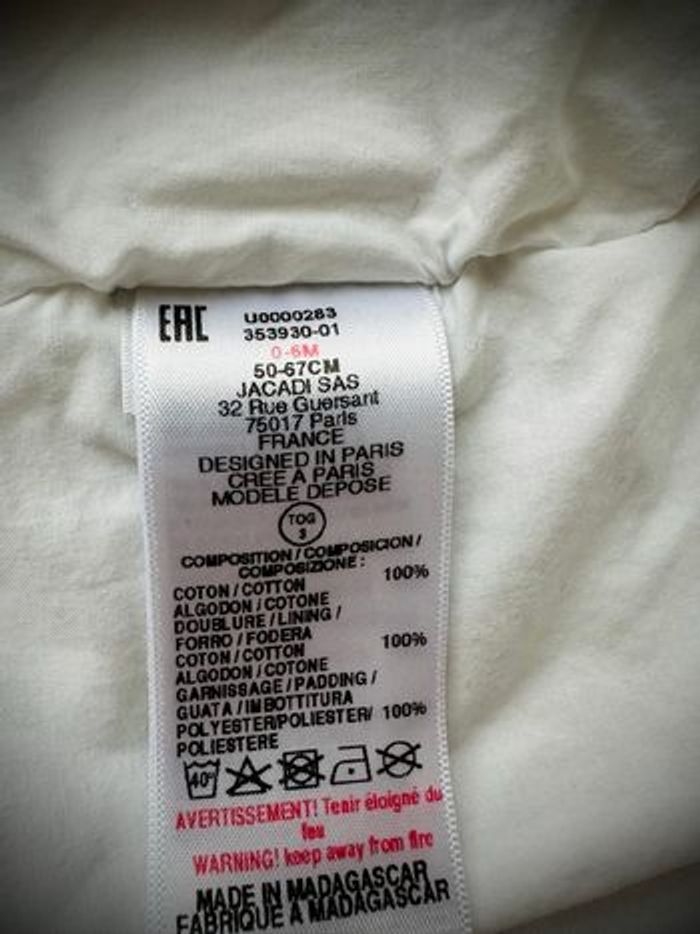 EAC
U0000283
353930-01
0-6M
50-67CM
JACADI SAS
32 Rue Guersant
75017 Paris
FRANCE
DESIGNED IN PARIS
CREE A PARIS
MODELE DEPOSE
TOG
3
COMPOSITION / COMPOSICION /
COMPOSIZIONE :
COTON / COTTON 100%
ALGODON / COTONE
DOUBLURE / LINING /
FORRO / FODERA 100%
COTON / COTTON
ALGODON / COTONE
GARNISSAGE / PADDING /
GUATA / IMBOTTITURA
POLYESTER/POLIESTER/ 100%
POLIESTERE
40°
AVERTISSEMENT! Tenir éloigné du
feu
WARNING! keep away from fire
MADE IN MADAGASCAR
FABRIQUE A MADAGASCAR